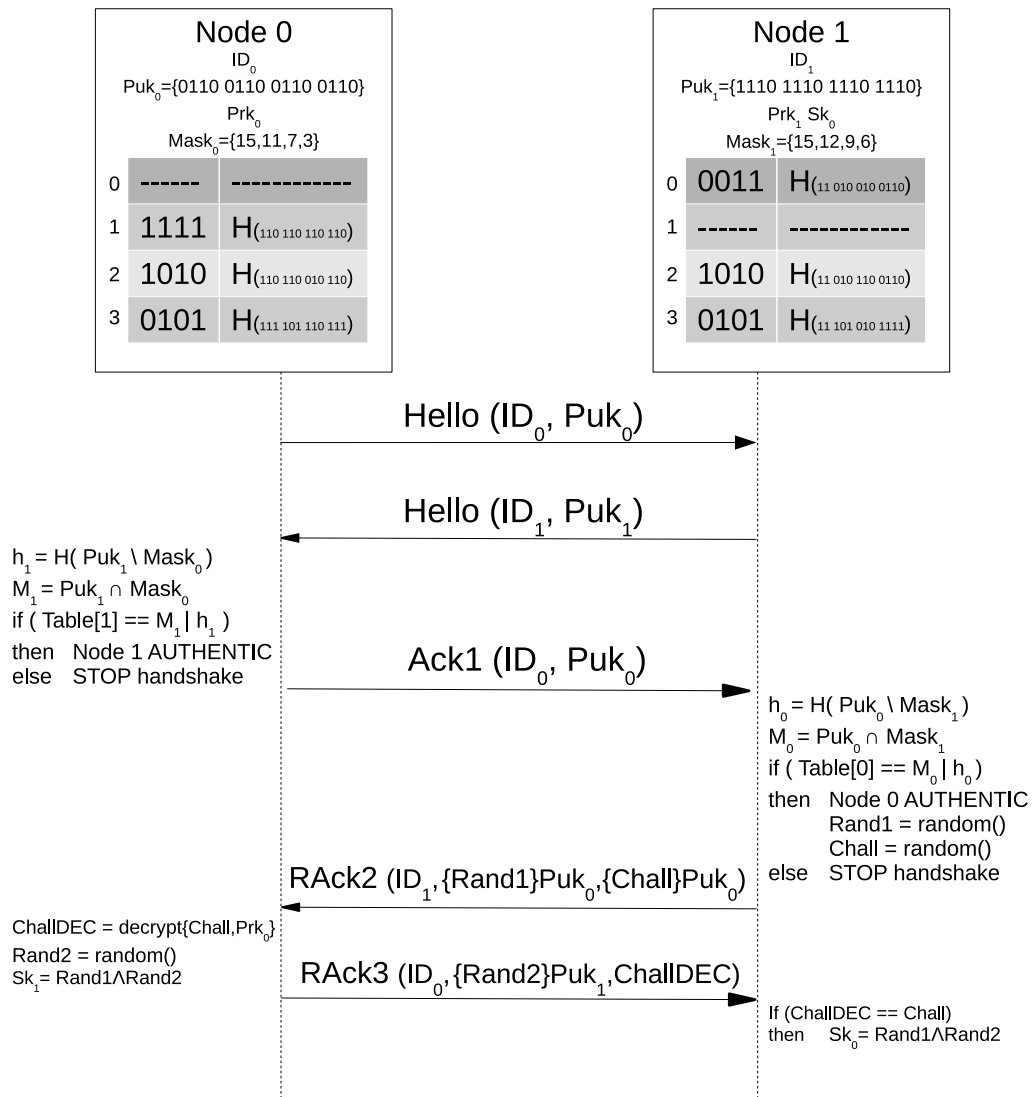 Node 0
ID0
Puk0={0110 0110 0110 0110}
Prk0
Mask0={15,11,7,3}
0 ------ ------------
1 1111 H(110 110 110 110)
2 1010 H(110 110 010 110)
3 0101 H(111 101 110 111)
Node 1
ID1
Puk1={1110 1110 1110 1110}
Prk1 Sk0
Mask1={15,12,9,6}
0 0011 H(11 010 010 0110)
1 ------ ------------
2 1010 H(11 010 110 0110)
3 0101 H(11 101 010 1111)
Hello (ID0, Puk0)
Hello (ID1, Puk1)
h1 = H( Puk1 \ Mask0 )
M1 = Puk1 ∩ Mask0
if ( Table[1] == M1 | h1 )
then Node 1 AUTHENTIC
else STOP handshake
Ack1 (ID0, Puk0)
h0 = H( Puk0 \ Mask1 )
M0 = Puk0 ∩ Mask1
if ( Table[0] == M0 | h0 )
then Node 0 AUTHENTIC
Rand1 = random()
Chall = random()
else STOP handshake
RAck2 (ID1,{Rand1}Puk0,{Chall}Puk0)
ChallDEC = decrypt{Chall,Prk0}
Rand2 = random()
Sk1= Rand1ΛRand2
RAck3 (ID0,{Rand2}Puk1,ChallDEC)
If (ChallDEC == Chall)
then Sk0= Rand1ΛRand2